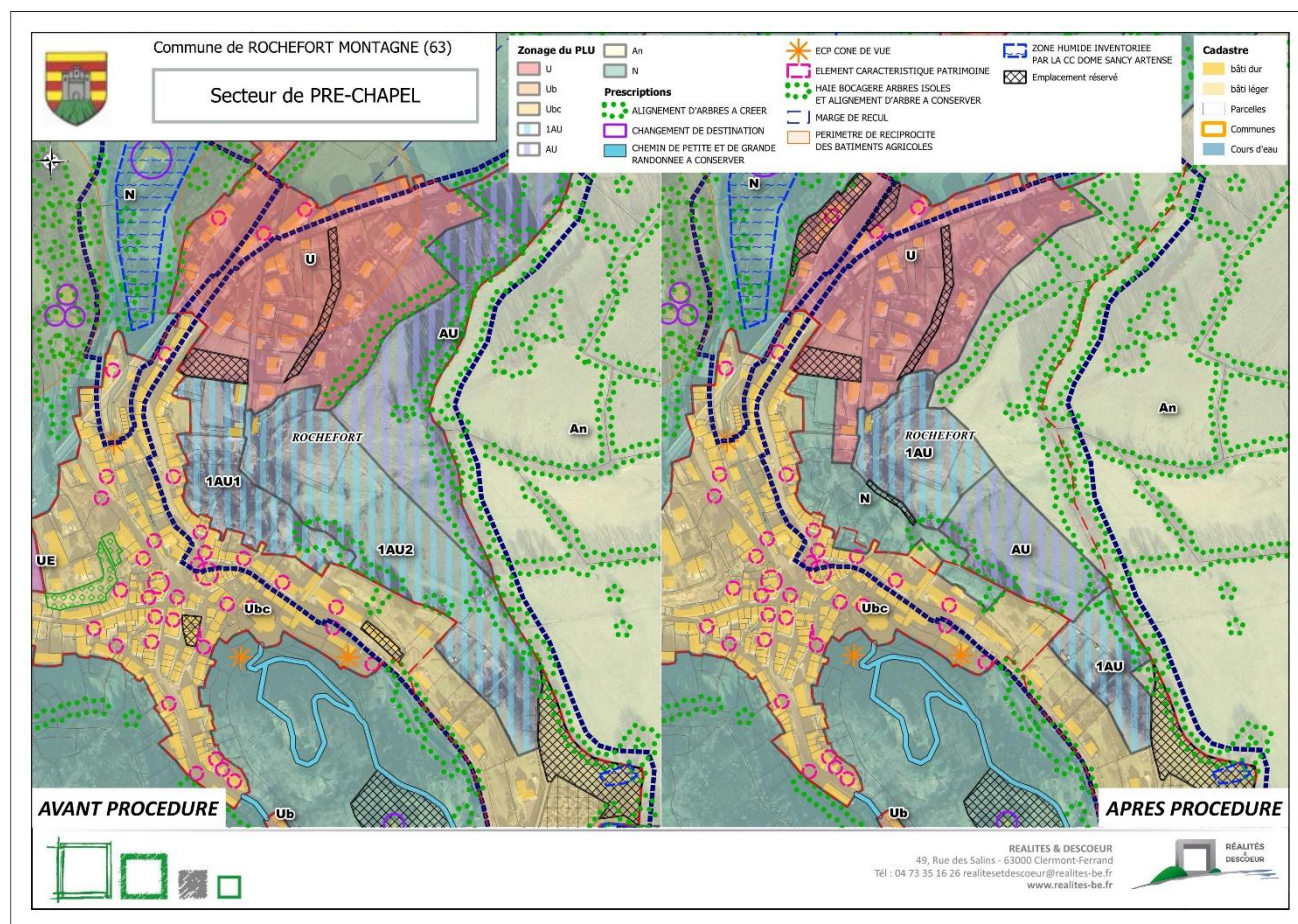 Commune de ROCHEFORT MONTAGNE (63)
Secteur de PRE-CHAPEL
Zonage du PLU
U
Ub
Ubc
1AU
AU
An
N
Prescriptions
ALIGNEMENT D'ARBRES A CREER
CHANGEMENT DE DESTINATION
CHEMIN DE PETITE ET DE GRANDE
RANDONNEE A CONSERVER
ECP CONE DE VUE
ELEMENT CARACTERISTIQUE PATRIMOINE
HAIE BOCAGERE ARBRES ISOLES
ET ALIGNEMENT D'ARBRE A CONSERVER
MARGE DE RECUL
PERIMETRE DE RECIPROCITE
DES BATIMENTS AGRICOLES
ZONE HUMIDE INVENTORIEE
PAR LA CC DOME SANCY ARTENSE
Emplacement réservé
Cadastre
bâti dur
bâti léger
Parcelles
Communes
Cours d'eau
N
U
AU
An
ROCHEFORT
1AU1
1AU2
UE
Ubc
Ub
AVANT PROCEDURE
N
U
An
ROCHEFORT
1AU
N
AU
Ubc
1AU
Ub
APRES PROCEDURE
REALITES & DESCOEUR
49, Rue des Salins - 63000 Clermont-Ferrand
Tél : 04 73 35 16 26 realitesetdescoeur@realites-be.fr
www.realites-be.fr
RÉALITÉS
&
DESCOEUR